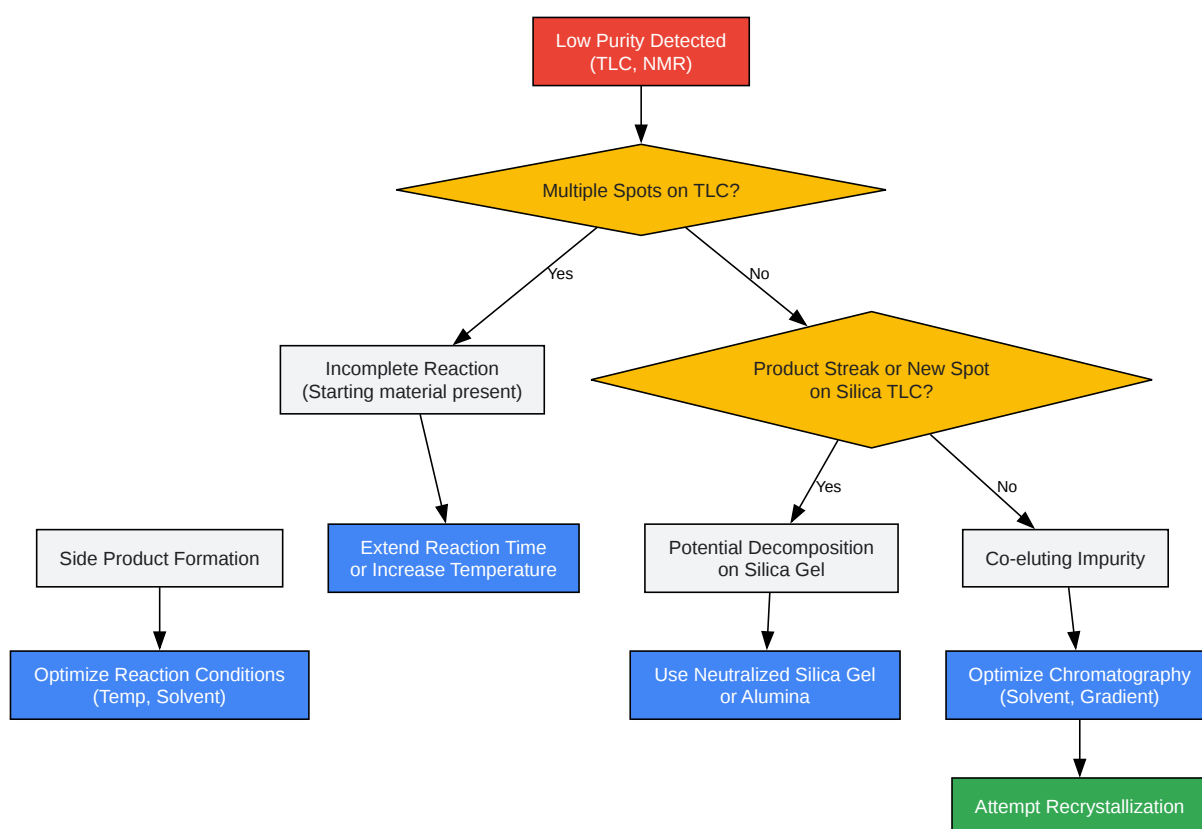 Low Purity Detected
(TLC, NMR)
Multiple Spots on TLC?
Yes
No
Incomplete Reaction
(Starting material present)
Product Streak or New Spot
on Silica TLC?
Yes
No
Side Product Formation
Extend Reaction Time
or Increase Temperature
Potential Decomposition
on Silica Gel
Co-eluting Impurity
Optimize Reaction Conditions
(Temp, Solvent)
Use Neutralized Silica Gel
or Alumina
Optimize Chromatography
(Solvent, Gradient)
Attempt Recrystallization